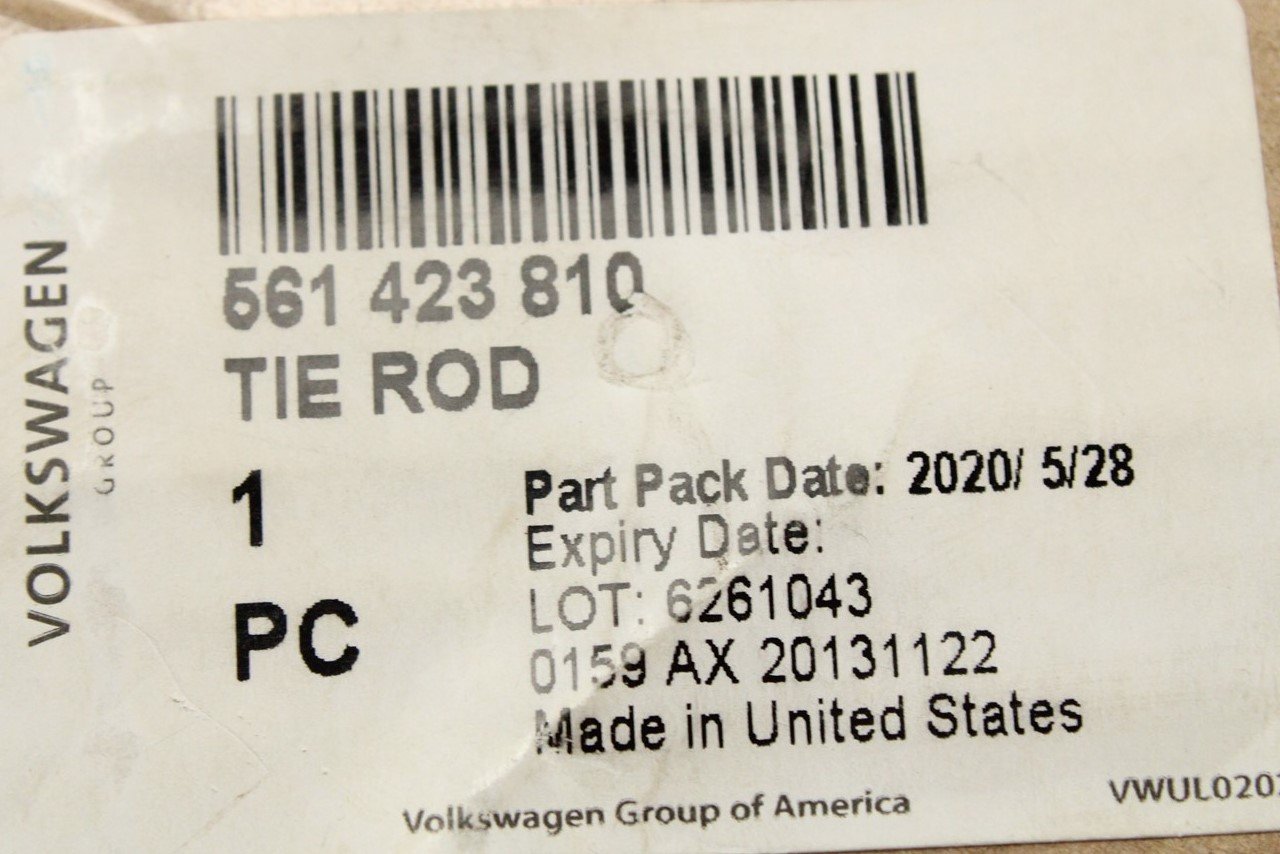 VOLKSWAGEN
GROUP
561 423 810
TIE ROD
1
PC
Part Pack Date: 2020/ 5/28
Expiry Date:
LOT: 6261043
0159 AX 20131122
Made in United States
Volkswagen Group of America